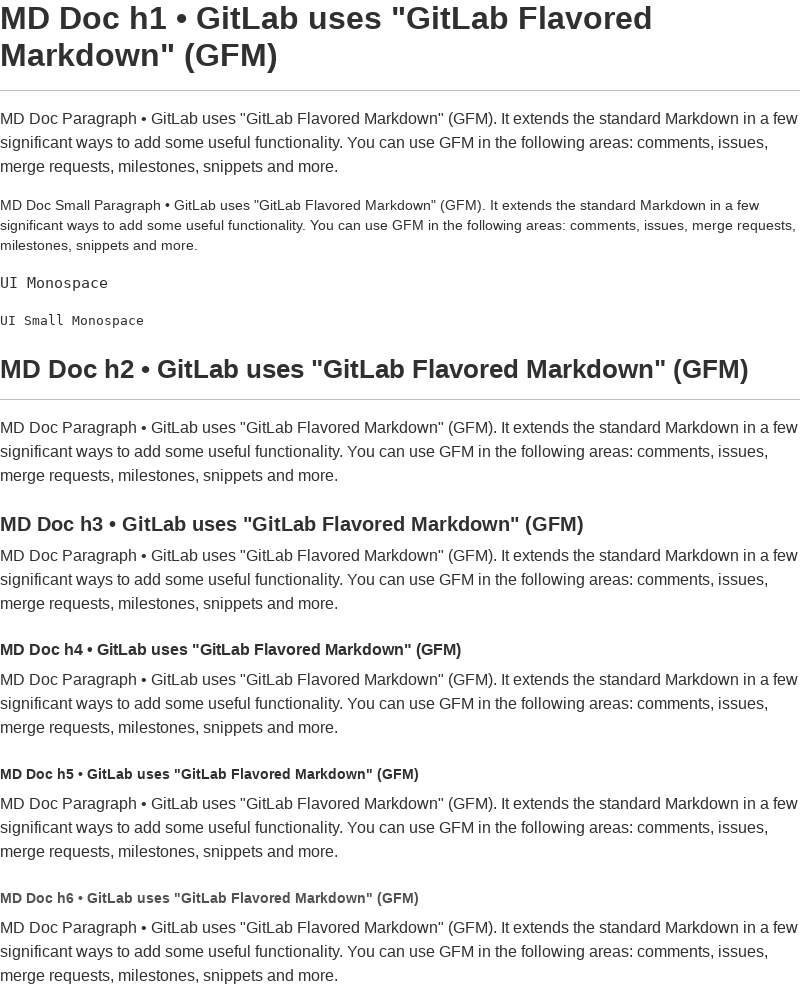 MD Doc h1 • GitLab uses "GitLab Flavored
Markdown" (GFM)
MD Doc Paragraph • GitLab uses "GitLab Flavored Markdown" (GFM). It extends the standard Markdown in a few
significant ways to add some useful functionality. You can use GFM in the following areas: comments, issues,
merge requests, milestones, snippets and more.
MD Doc Small Paragraph • GitLab uses "GitLab Flavored Markdown" (GFM). It extends the standard Markdown in a few
significant ways to add some useful functionality. You can use GFM in the following areas: comments, issues, merge requests,
milestones, snippets and more.
UI Monospace
UI Small Monospace
MD Doc h2 • GitLab uses "GitLab Flavored Markdown" (GFM)
MD Doc Paragraph • GitLab uses "GitLab Flavored Markdown" (GFM). It extends the standard Markdown in a few
significant ways to add some useful functionality. You can use GFM in the following areas: comments, issues,
merge requests, milestones, snippets and more.
MD Doc h3 • GitLab uses "GitLab Flavored Markdown" (GFM)
MD Doc Paragraph • GitLab uses "GitLab Flavored Markdown" (GFM). It extends the standard Markdown in a few
significant ways to add some useful functionality. You can use GFM in the following areas: comments, issues,
merge requests, milestones, snippets and more.
MD Doc h4 • GitLab uses "GitLab Flavored Markdown" (GFM)
MD Doc Paragraph • GitLab uses "GitLab Flavored Markdown" (GFM). It extends the standard Markdown in a few
significant ways to add some useful functionality. You can use GFM in the following areas: comments, issues,
merge requests, milestones, snippets and more.
MD Doc h5 • GitLab uses "GitLab Flavored Markdown" (GFM)
MD Doc Paragraph • GitLab uses "GitLab Flavored Markdown" (GFM). It extends the standard Markdown in a few
significant ways to add some useful functionality. You can use GFM in the following areas: comments, issues,
merge requests, milestones, snippets and more.
MD Doc h6 • GitLab uses "GitLab Flavored Markdown" (GFM)
MD Doc Paragraph • GitLab uses "GitLab Flavored Markdown" (GFM). It extends the standard Markdown in a few
significant ways to add some useful functionality. You can use GFM in the following areas: comments, issues,
merge requests, milestones, snippets and more.